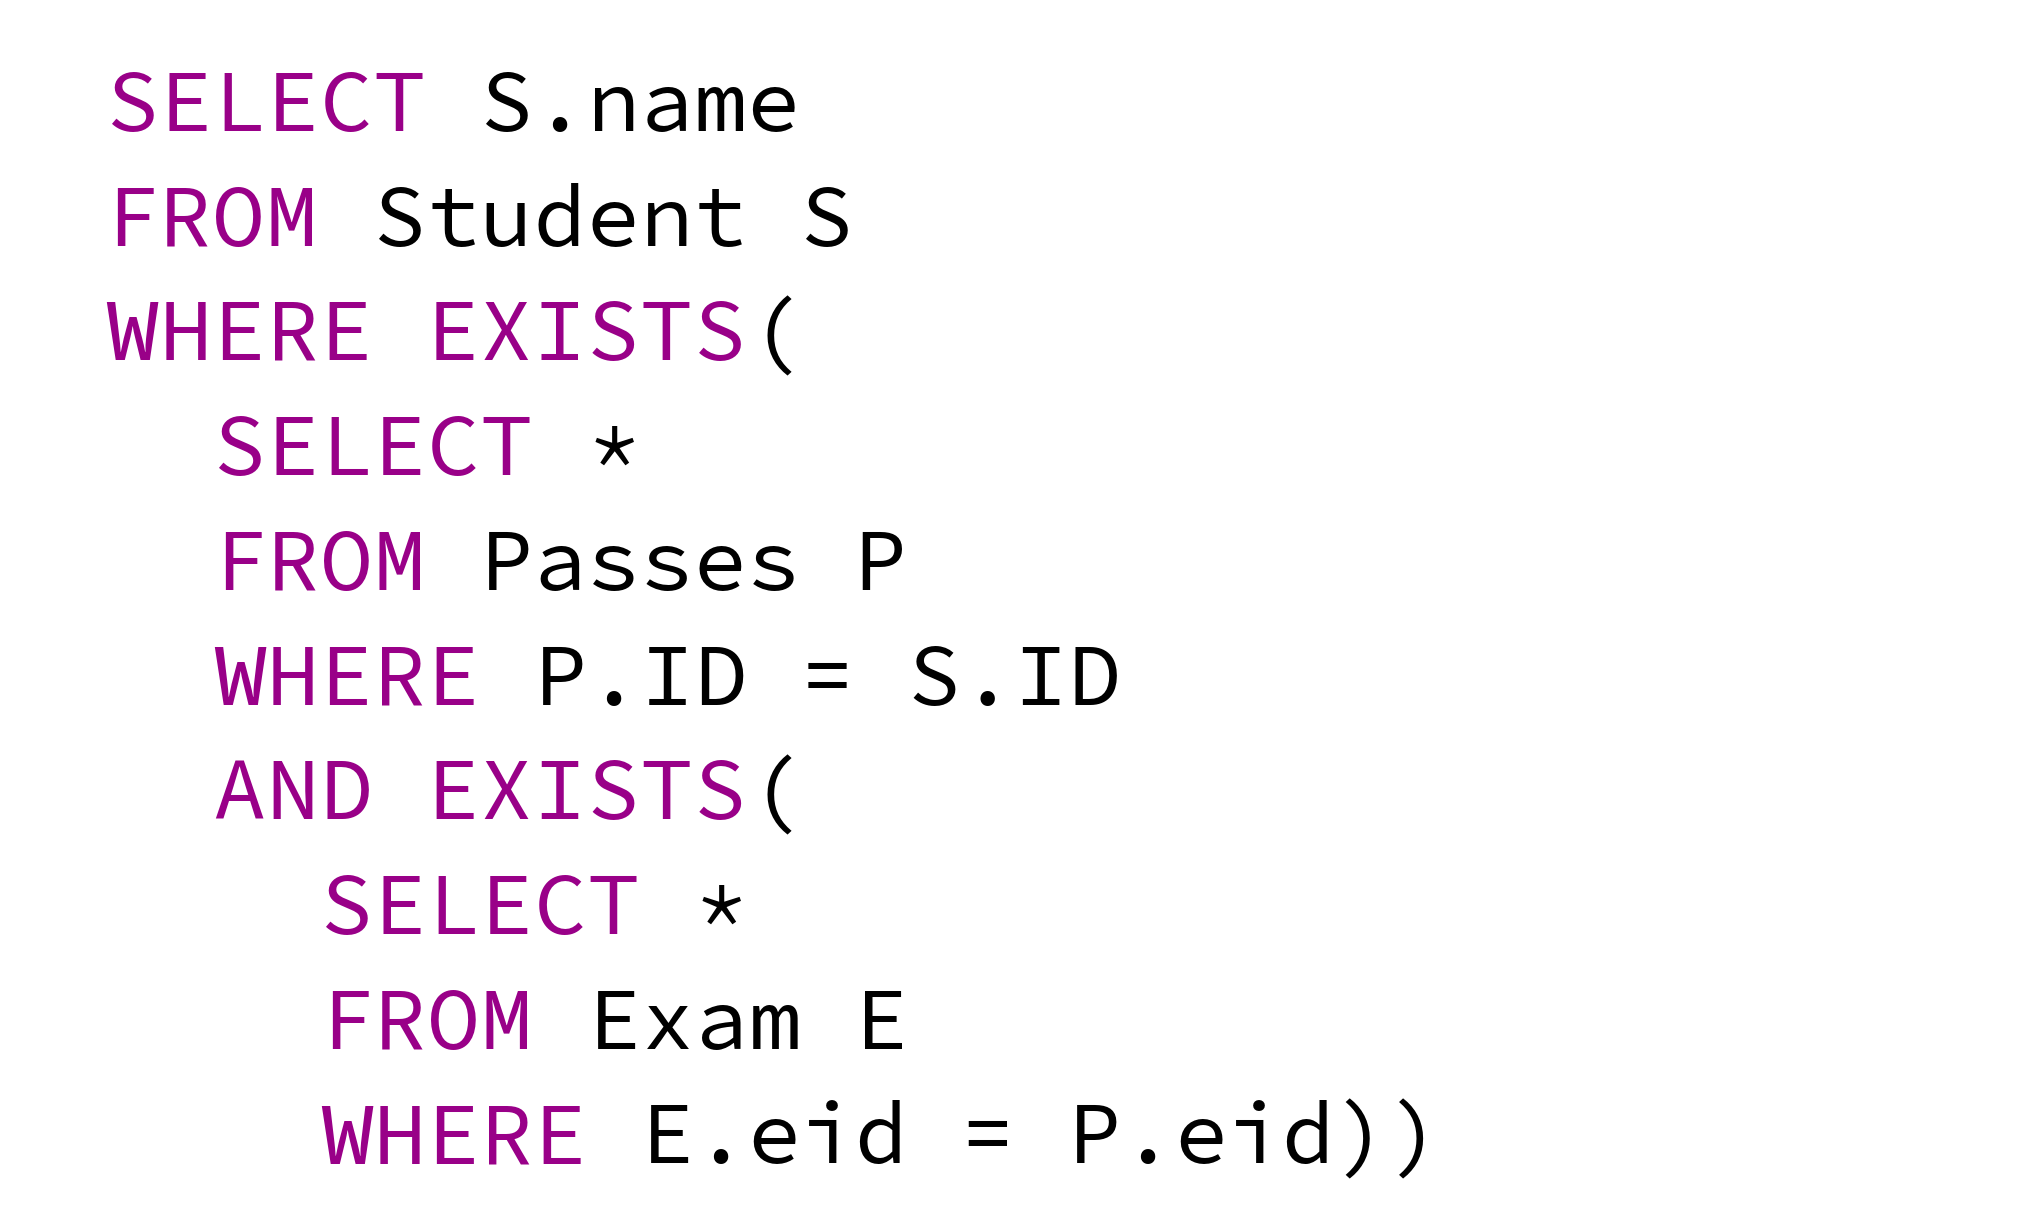 SELECT S.name
FROM Student S
WHERE EXISTS(
  SELECT *
  FROM Passes P
  WHERE P.ID = S.ID
  AND EXISTS(
    SELECT *
    FROM Exam E
    WHERE E.eid = P.eid))